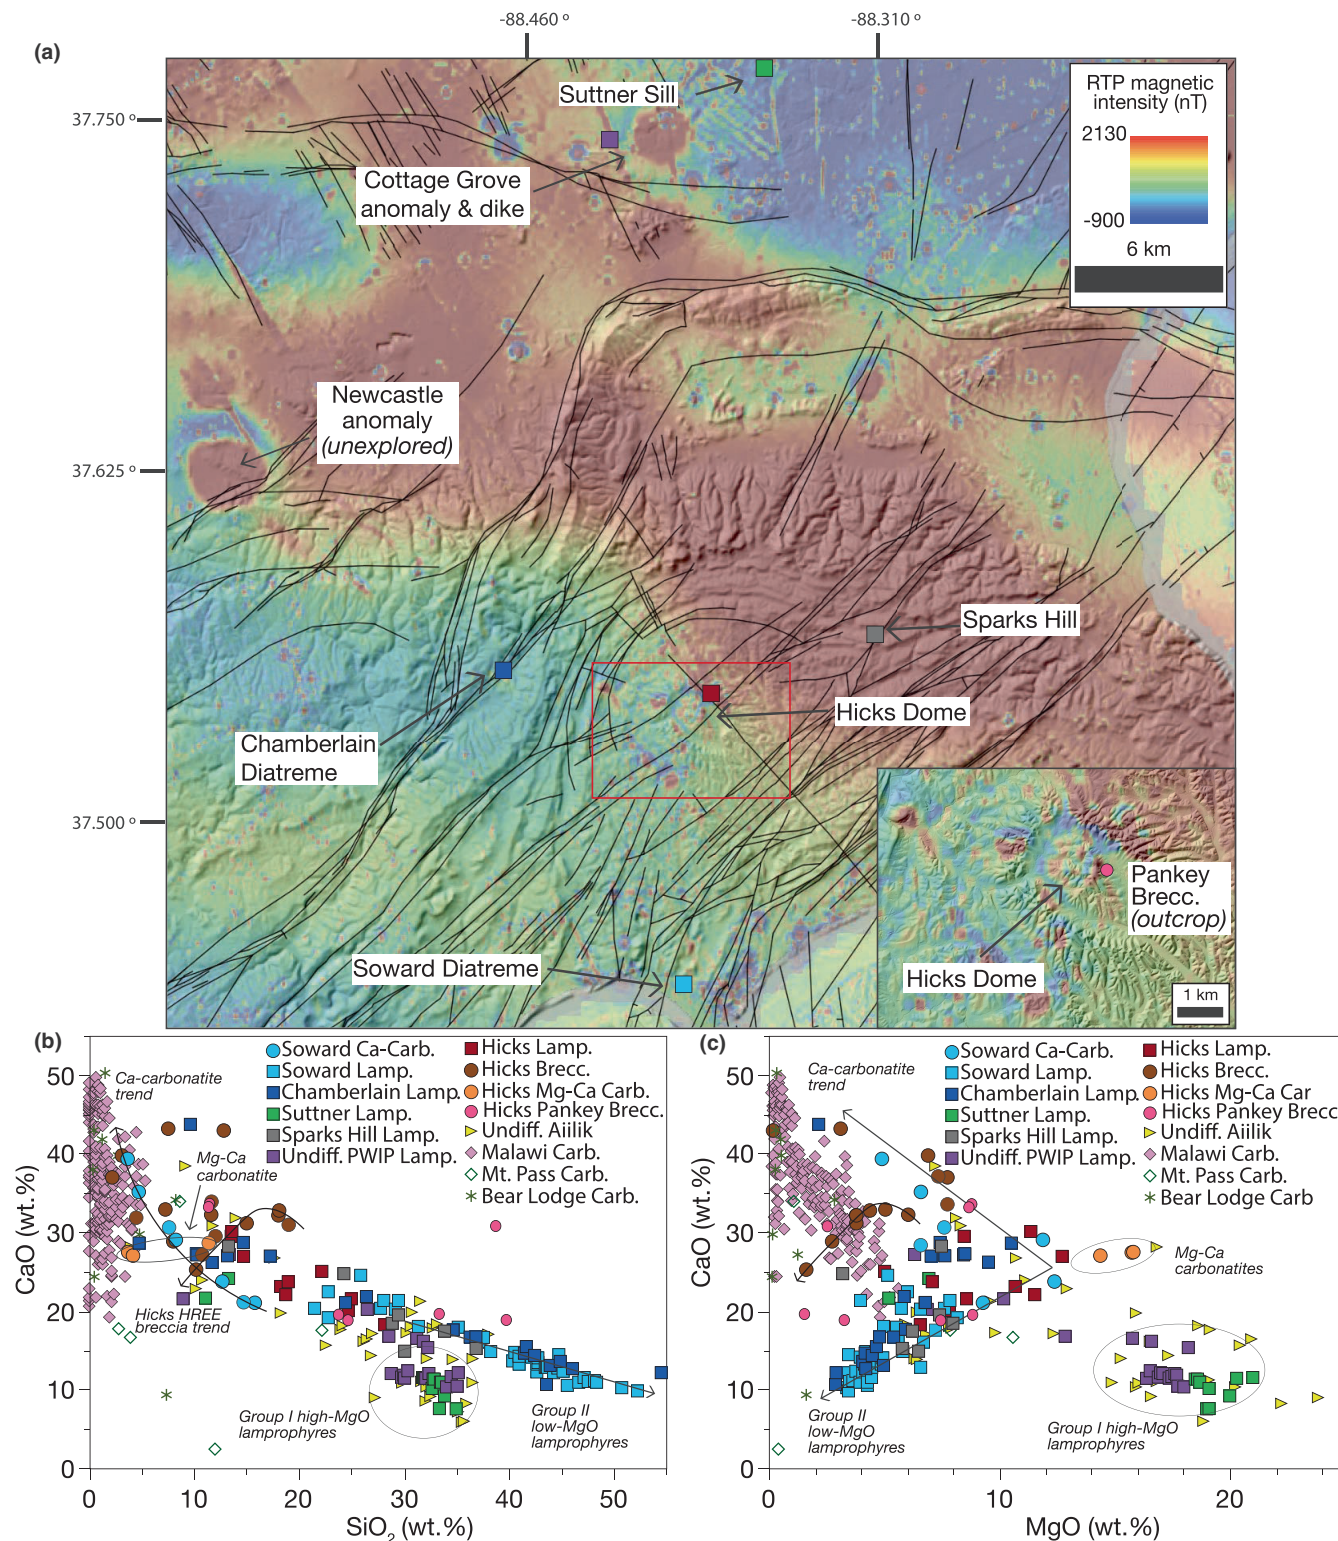 -88.460 º
-88.310 º
(a)
37.750 º
37.625 º
37.500 º
Suttner Sill
RTP magnetic
intensity (nT)
2130
-900
6 km
Cottage Grove
anomaly & dike
Newcastle
anomaly
(unexplored)
Sparks Hill
Hicks Dome
Chamberlain
Diatreme
Pankey
Brecc.
(outcrop)
Soward Diatreme
Hicks Dome
1 km
(b)
Soward Ca-Carb.
Soward Lamp.
Chamberlain Lamp.
Suttner Lamp.
Sparks Hill Lamp.
Undiff. PWIP Lamp.
Hicks Lamp.
Hicks Brecc.
Hicks Mg-Ca Carb.
Hicks Pankey Brecc.
Undiff. Aiilik
Malawi Carb.
Mt. Pass Carb.
Bear Lodge Carb.
Ca-carbonatite
trend
Mg-Ca
carbonatite
Hicks HREE
breccia trend
Group I high-MgO
lamprophyres
Group II
low-MgO
lamprophyres
50
40
30
20
10
0
CaO (wt.%)
0
10
20
30
40
50
SiO2 (wt.%)
(c)
Soward Ca-Carb.
Soward Lamp.
Chamberlain Lamp.
Suttner Lamp.
Sparks Hill Lamp.
Undiff. PWIP Lamp.
Hicks Lamp.
Hicks Brecc.
Hicks Mg-Ca Car
Hicks Pankey Brecc
Undiff. Aiilik
Malawi Carb.
Mt. Pass Carb.
Bear Lodge Carb
Ca-carbonatite
trend
Mg-Ca
carbonatites
Group II
low-MgO
lamprophyres
Group I high-MgO
lamprophyres
50
40
30
20
10
0
CaO (wt.%)
0
10
20
MgO (wt.%)